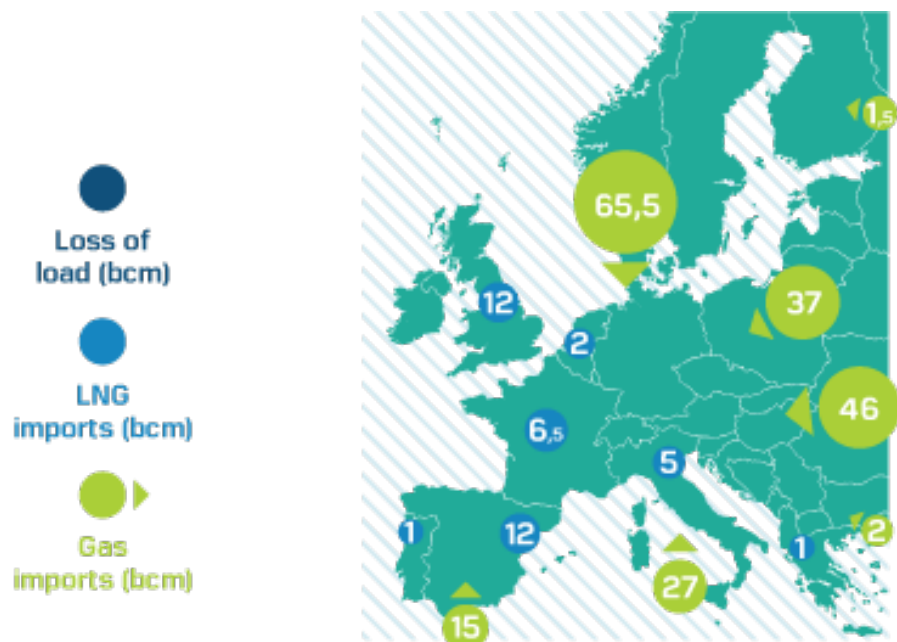 Loss of
load (bcm)
LNG
imports (bcm)
Gas
imports (bcm)
1,5
65,5
12
37
2
46
6,5
5
1
12
2
1
27
15